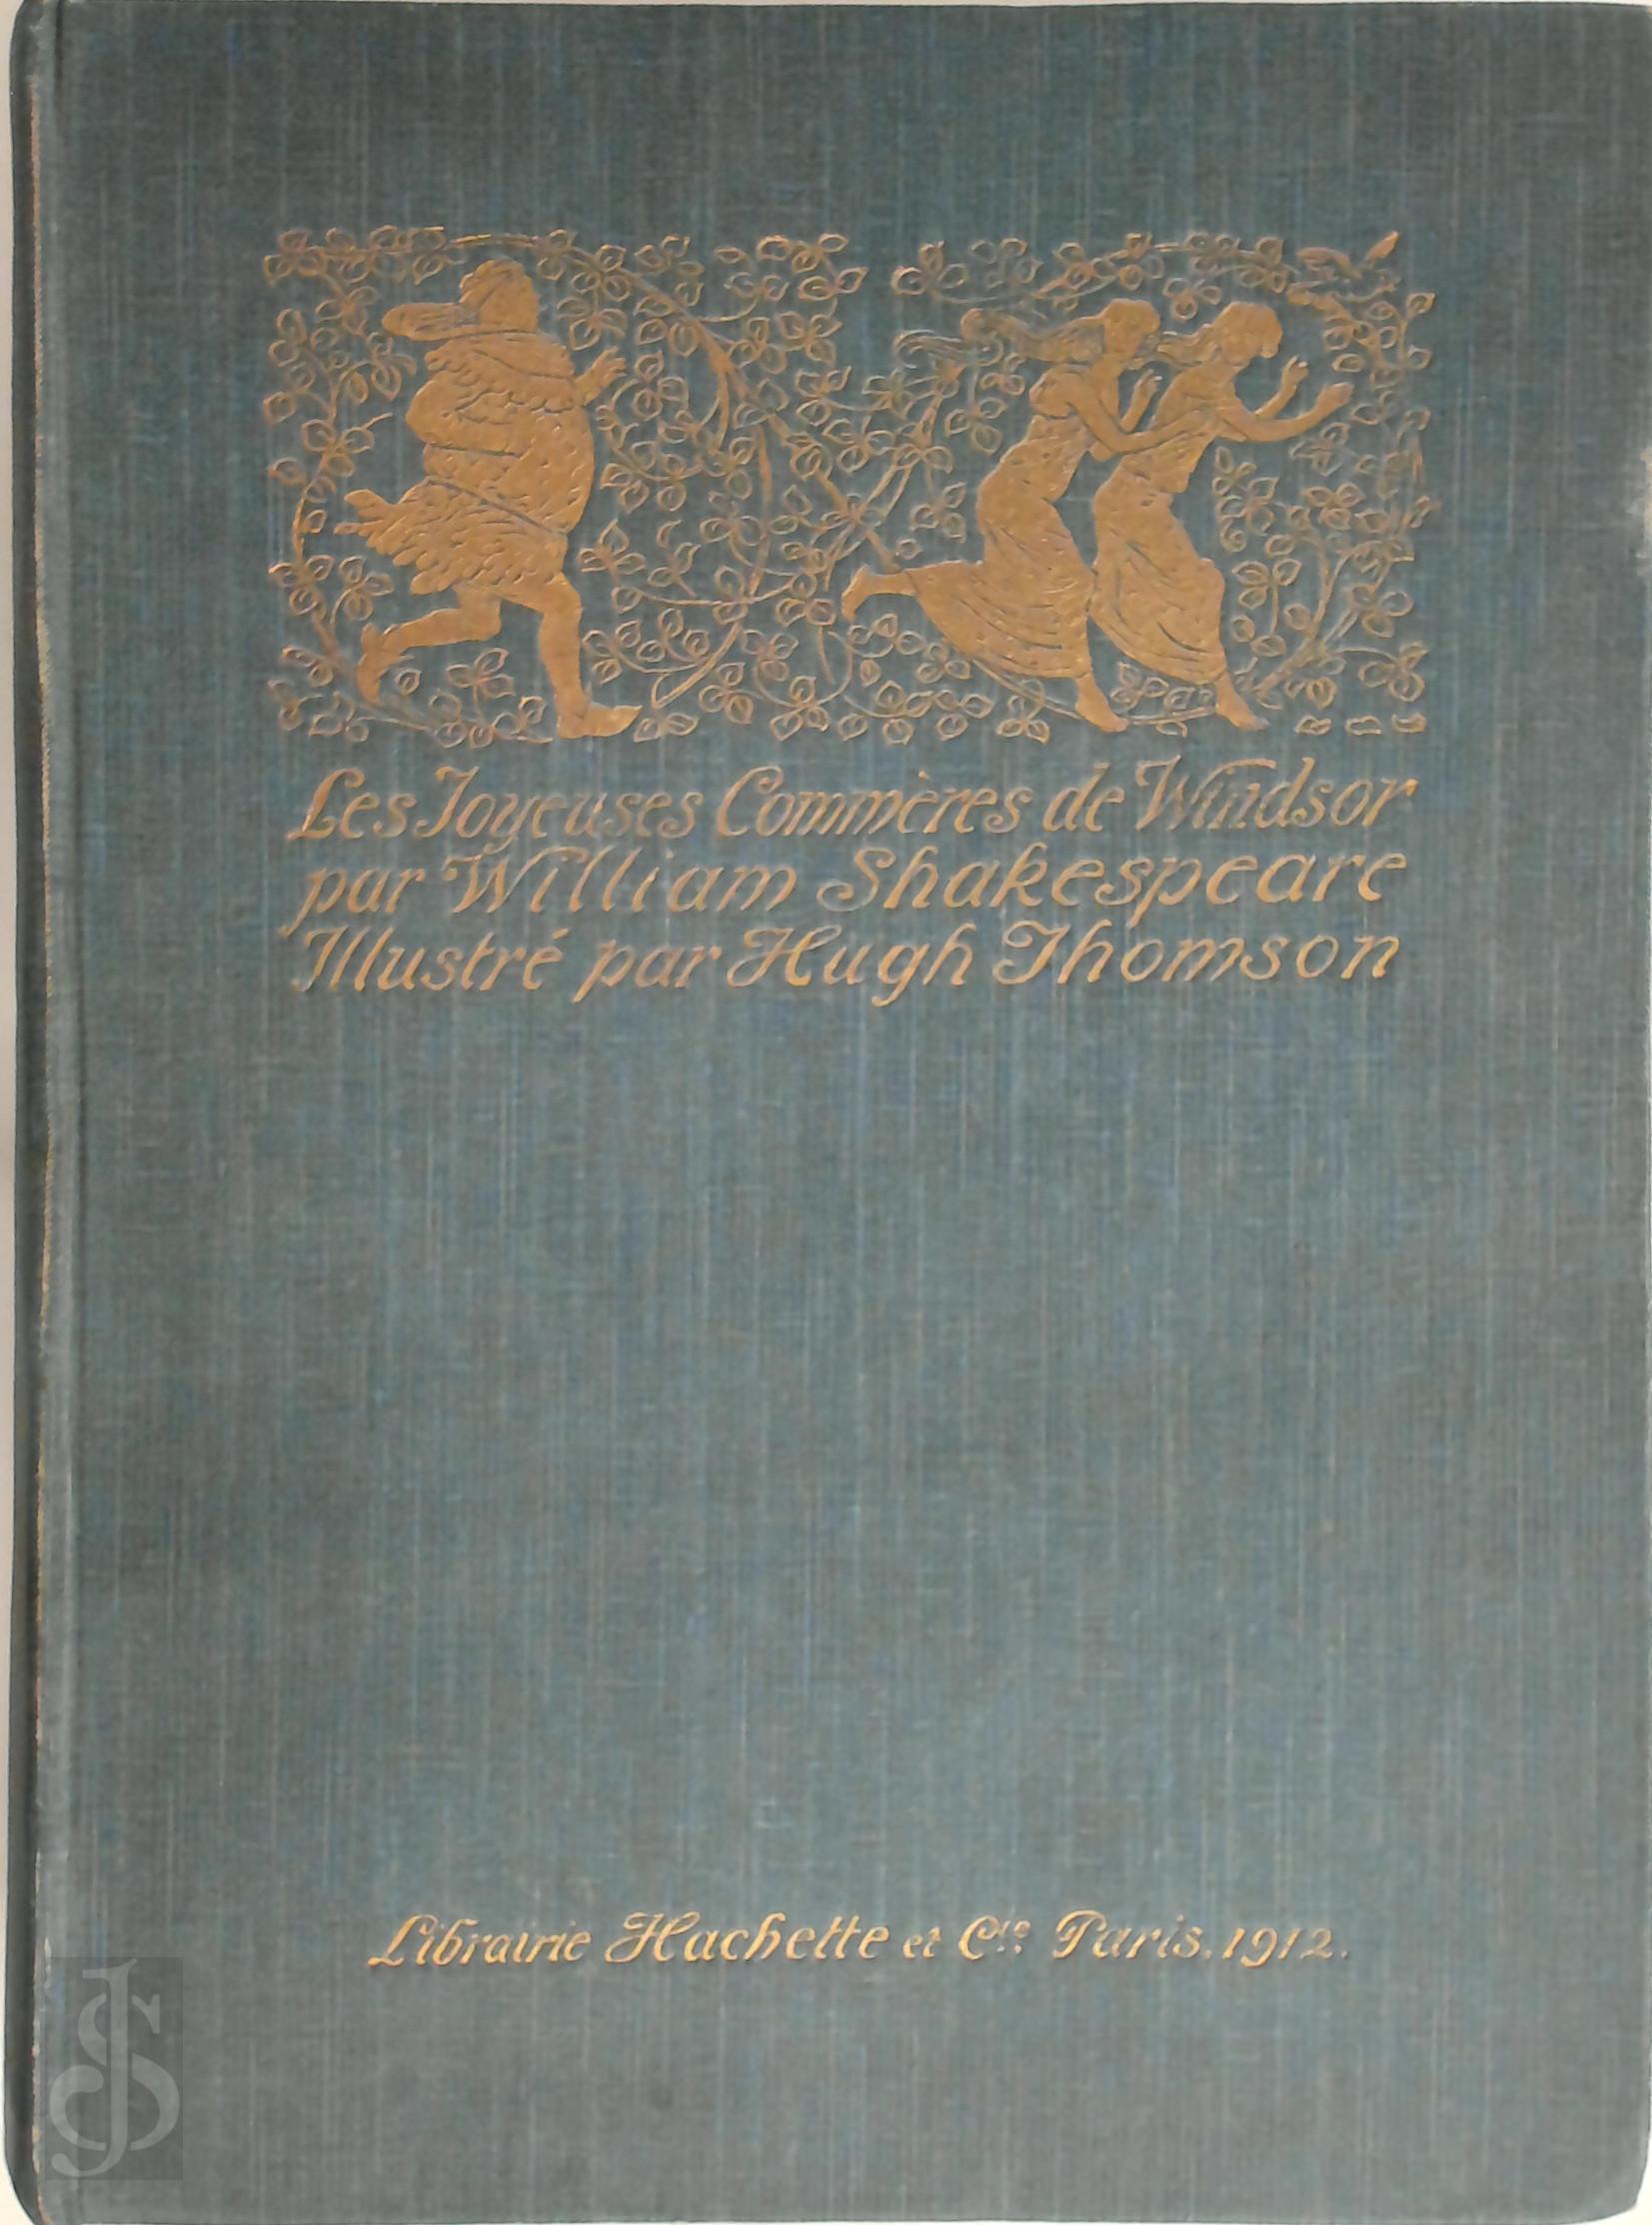 Les Joyeuses Commères de Windsor
par William Shakespeare
Illustré par Hugh Thomson
Librairie Hachette et Cie Paris. 1912.